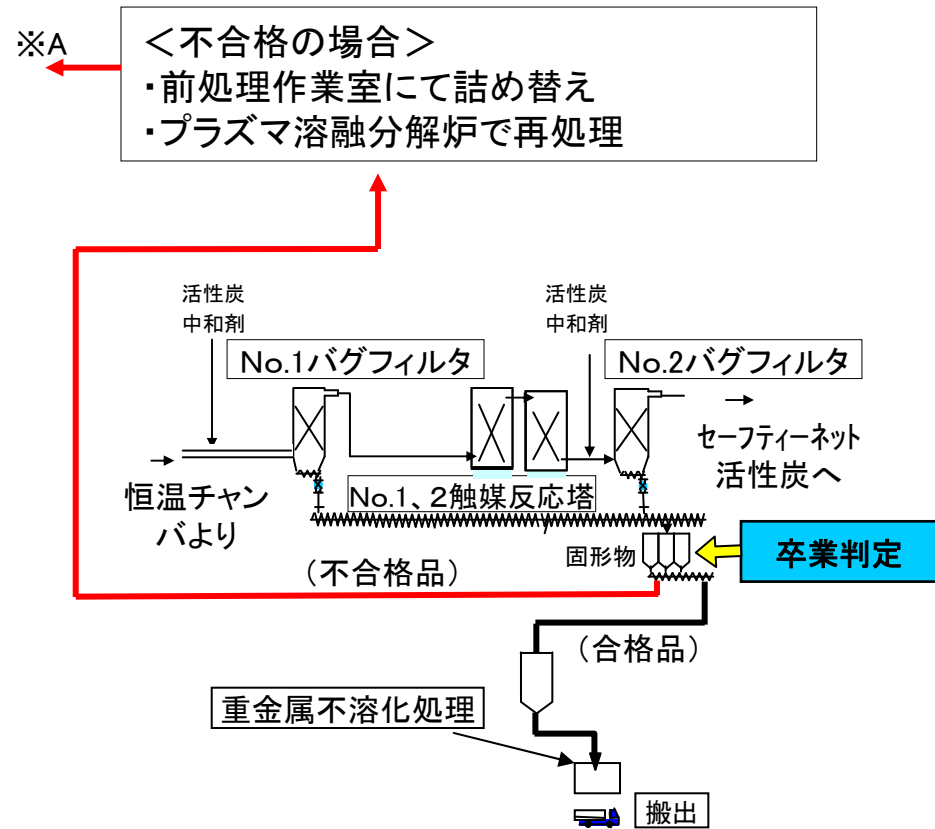 ※A
＜不合格の場合＞
・前処理作業室にて詰め替え
・プラズマ溶融分解炉で再処理
活性炭
中和剤
活性炭
中和剤
No.1バグフィルタ
No.2バグフィルタ
セーフティーネット
活性炭へ
恒温チャン
バより
No.1、2触媒反応塔
固形物
卒業判定
（不合格品）
（合格品）
重金属不溶化処理
搬出